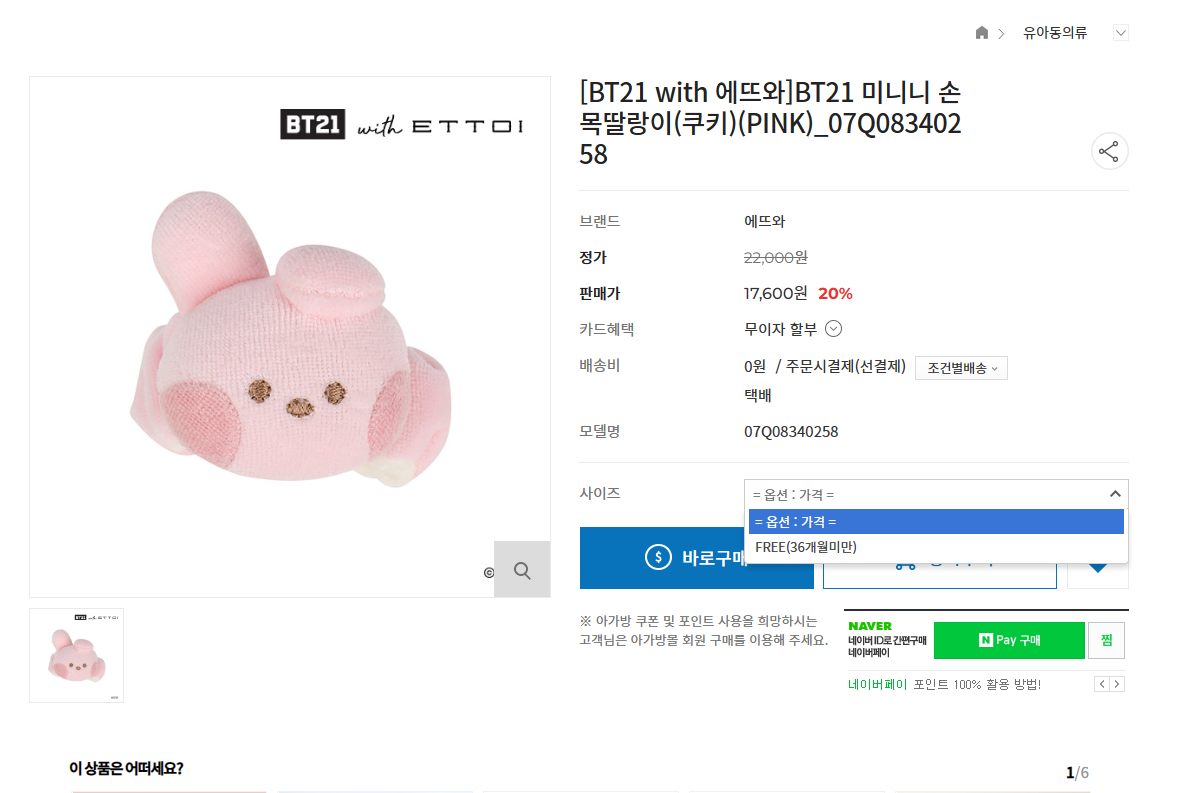 유아동의류
BT21 with ETTOI
[BT21 with 에뜨와]BT21 미니니 손
목딸랑이(쿠키)(PINK)_07Q083402
58
브랜드 에뜨와
정가 22,000원
판매가 17,600원 20%
카드혜택 무이자 할부
배송비 0원 / 주문시결제(선결제) 조건별배송
택배
모델명 07Q08340258
사이즈 = 옵션 : 가격 =
= 옵션 : 가격 =
FREE(36개월미만)
$ 바로구매
©
※ 아가방 쿠폰 및 포인트 사용을 희망하시는
고객님은 아가방몰 회원 구매를 이용해 주세요.
NAVER
네이버 ID로 간편구매
네이버페이
N Pay 구매
찜
네이버페이 포인트 100% 활용 방법!
BT21 with ETTOI
이 상품은 어떠세요? 1/6